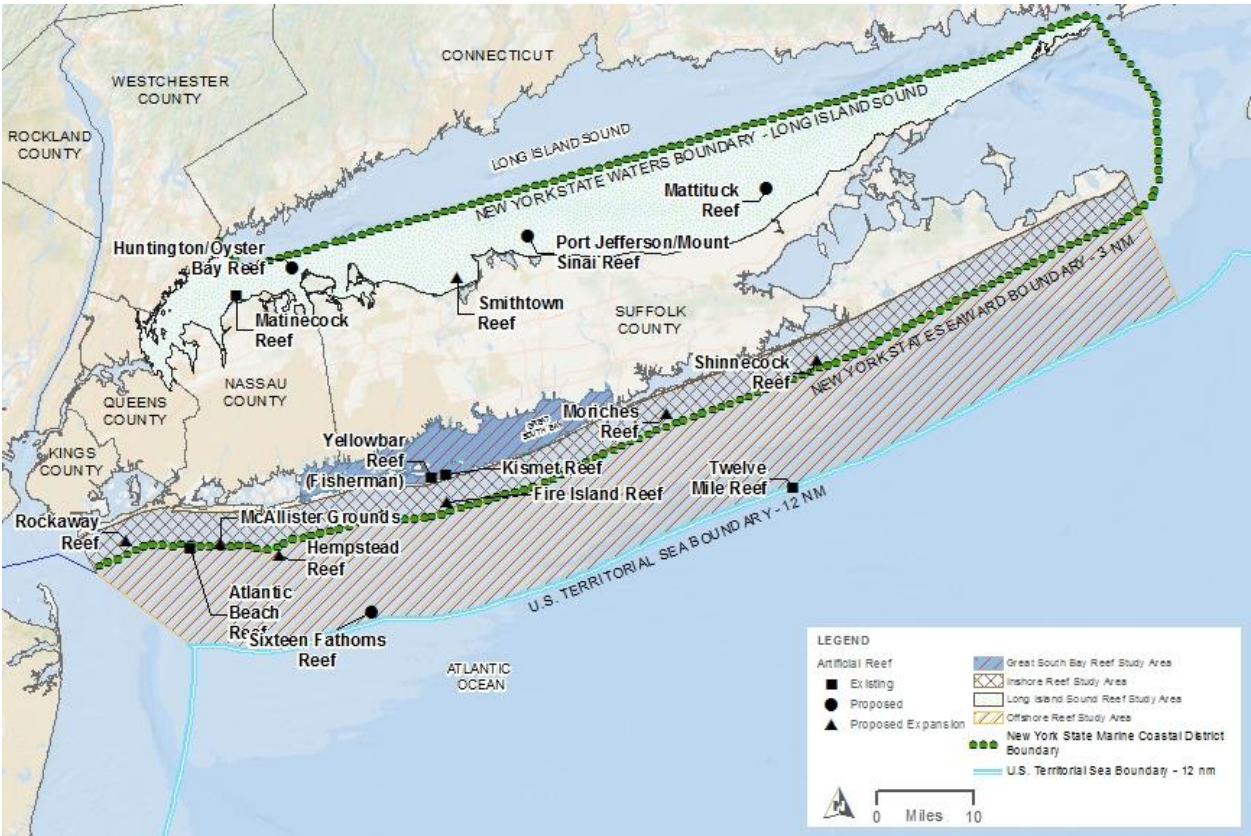 CONNECTICUT
WESTCHESTER
COUNTY
ROCKLAND
COUNTY
LONG ISLAND SOUND
NEW YORK STATE WATERS BOUNDARY - LONG ISLAND SOUND
Mattituck
Reef
Huntington/Oyster
Bay Reef
Port Jefferson/Mount
Sinai Reef
Smithtown
Reef
Matinecock
Reef
SUFFOLK
COUNTY
NASSAU
COUNTY
QUEENS
COUNTY
KINGS
COUNTY
Shinnecock
Reef
NEW YORK STATE SEAWARD BOUNDARY - 3 NM
Moriches
Reef
GREAT
SOUTH BAY
Yellowbar
Reef
(Fisherman)
Kismet Reef
Fire Island Reef
Twelve
Mile Reef
Rockaway
Reef
McAllister Grounds
Hempstead
Reef
Atlantic
Beach
Reef
Sixteen Fathoms
Reef
U.S. TERRITORIAL SEA BOUNDARY - 12 NM
ATLANTIC
OCEAN
LEGEND
Artificial Reef
Existing
Proposed
Proposed Expansion
Great South Bay Reef Study Area
Inshore Reef Study Area
Long Island Sound Reef Study Area
Offshore Reef Study Area
New York State Marine Coastal District
Boundary
U.S. Territorial Sea Boundary - 12 nm
N
0 Miles 10